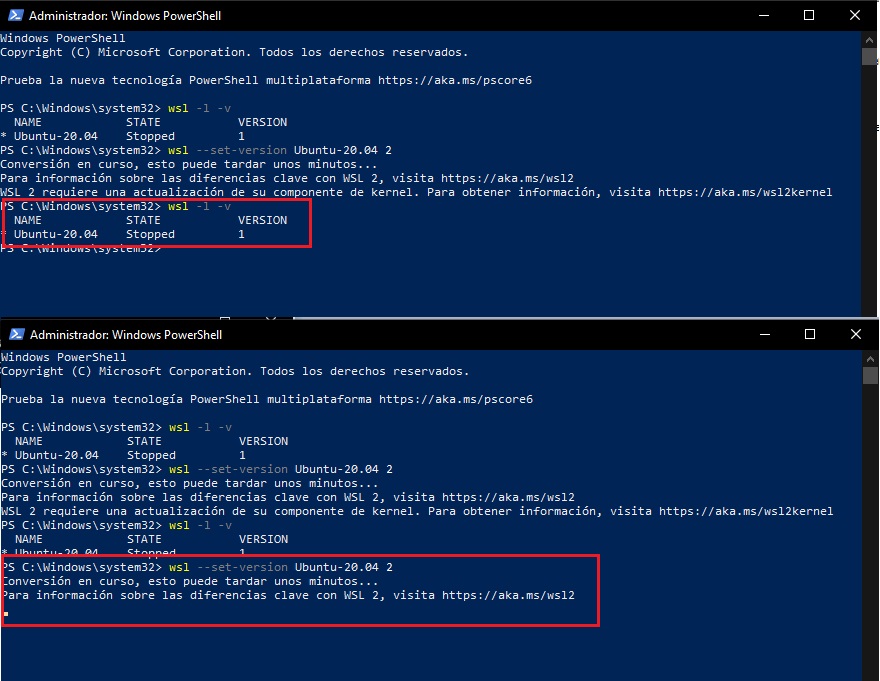 Administrador: Windows PowerShell
Windows PowerShell
Copyright (C) Microsoft Corporation. Todos los derechos reservados.
Prueba la nueva tecnología PowerShell multiplataforma https://aka.ms/pscore6
PS C:\Windows\system32> wsl -l -v
NAME STATE VERSION
* Ubuntu-20.04 Stopped 1
PS C:\Windows\system32> wsl --set-version Ubuntu-20.04 2
Conversión en curso, esto puede tardar unos minutos...
Para información sobre las diferencias clave con WSL 2, visita https://aka.ms/wsl2
WSL 2 requiere una actualización de su componente de kernel. Para obtener información, visita https://aka.ms/wsl2kernel
PS C:\Windows\system32> wsl -l -v
NAME STATE VERSION
* Ubuntu-20.04 Stopped 1
PS C:\Windows\system32>
Administrador: Windows PowerShell
Windows PowerShell
Copyright (C) Microsoft Corporation. Todos los derechos reservados.
Prueba la nueva tecnología PowerShell multiplataforma https://aka.ms/pscore6
PS C:\Windows\system32> wsl -l -v
NAME STATE VERSION
* Ubuntu-20.04 Stopped 1
PS C:\Windows\system32> wsl --set-version Ubuntu-20.04 2
Conversión en curso, esto puede tardar unos minutos...
Para información sobre las diferencias clave con WSL 2, visita https://aka.ms/wsl2
WSL 2 requiere una actualización de su componente de kernel. Para obtener información, visita https://aka.ms/wsl2kernel
PS C:\Windows\system32> wsl -l -v
NAME STATE VERSION
* Ubuntu-20.04 Stopped 1
PS C:\Windows\system32> wsl --set-version Ubuntu-20.04 2
Conversión en curso, esto puede tardar unos minutos...
Para información sobre las diferencias clave con WSL 2, visita https://aka.ms/wsl2